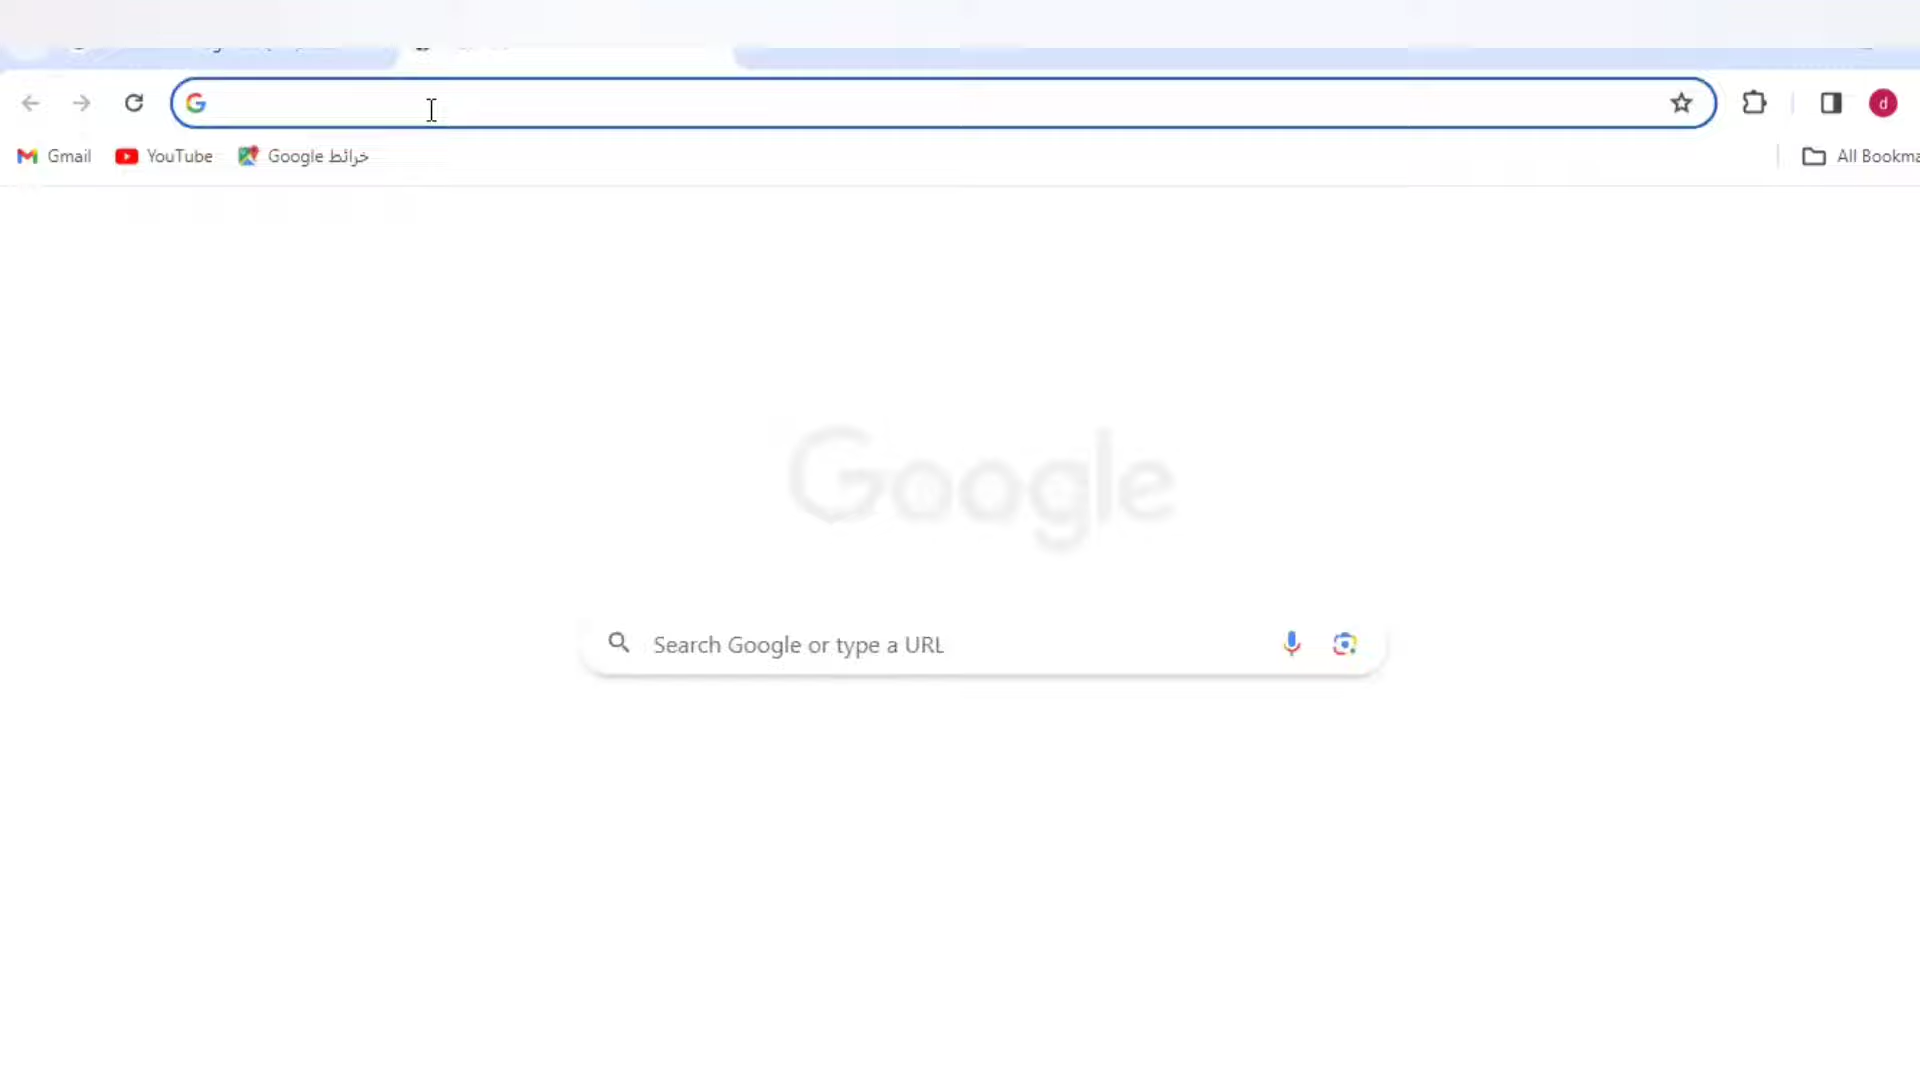 Gmail
YouTube
خرائط Google
All Bookma
d
Google
Search Google or type a URL